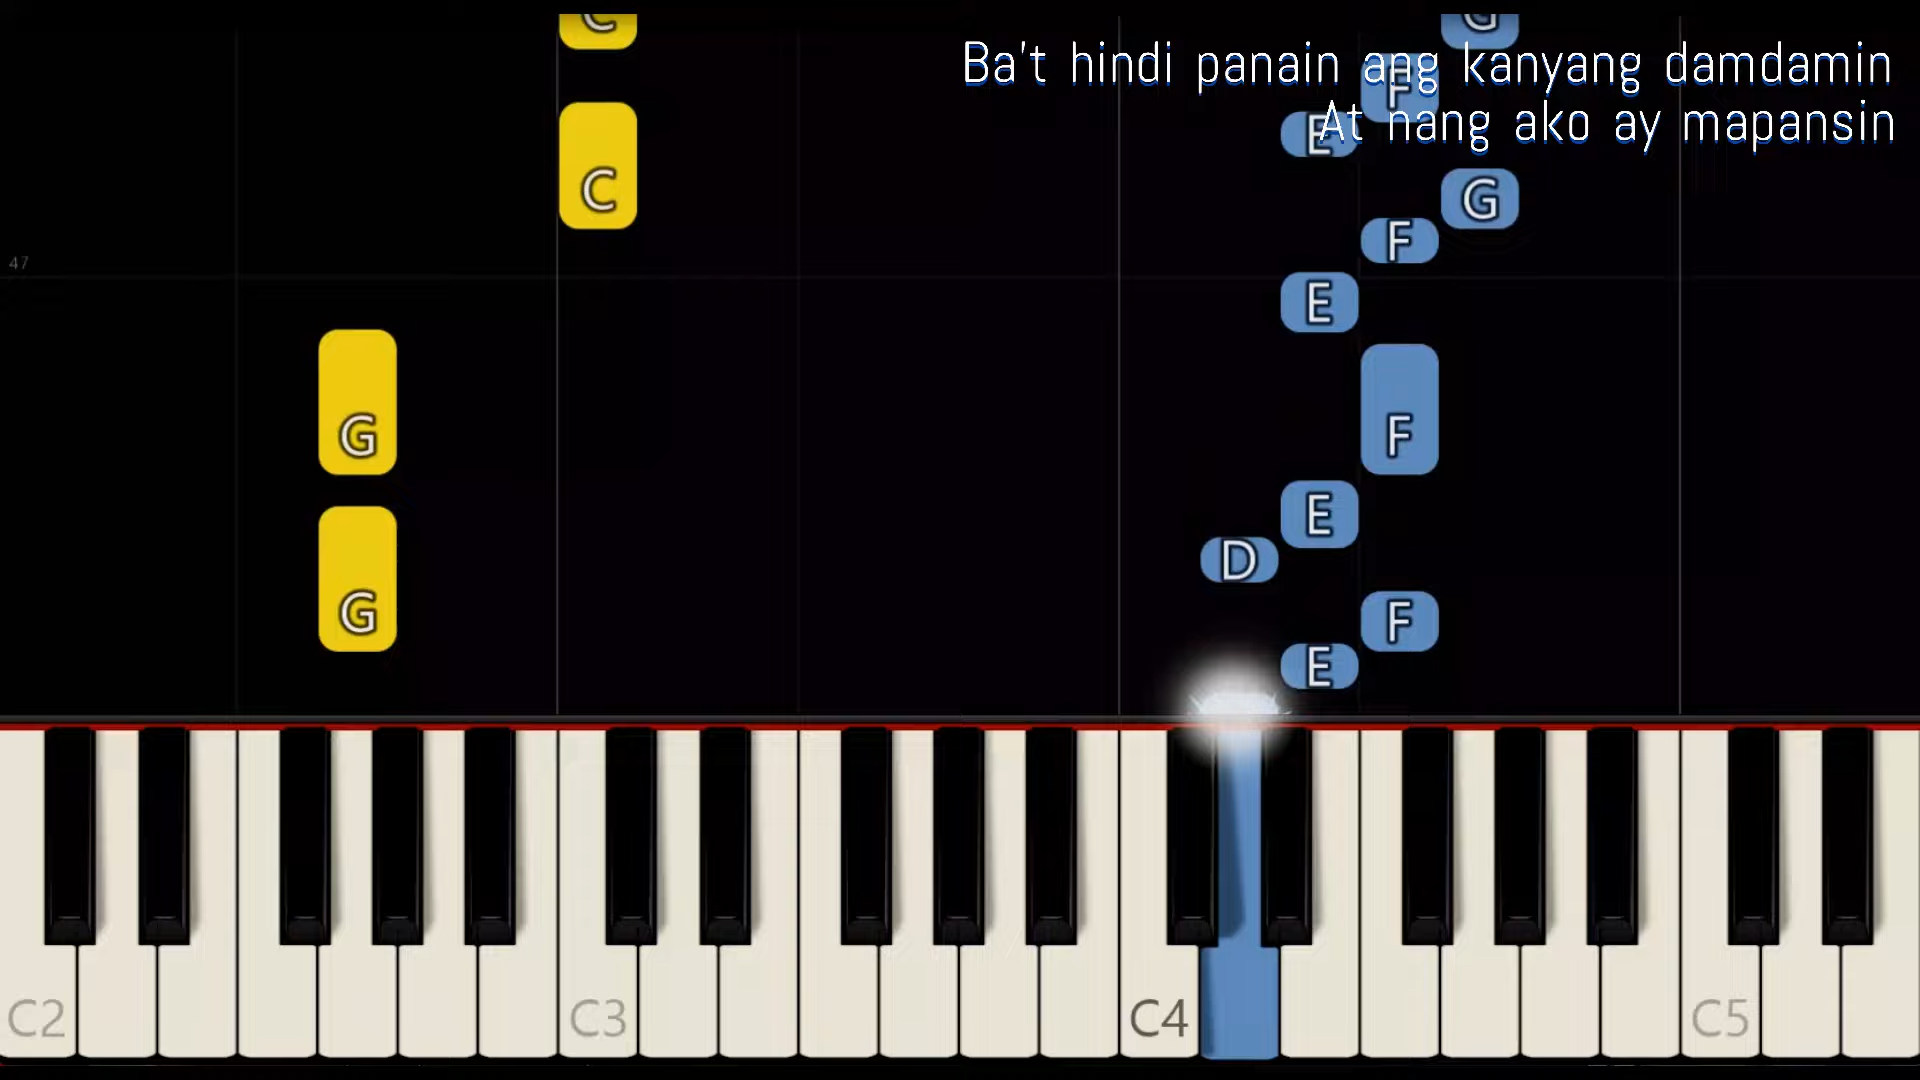 C
G
Ba't hindi panain ang kanyang damdamin
F
At nang ako ay mapansin
E
C
G
F
47
E
G
F
E
D
G
F
E
C2
C3
C4
C5